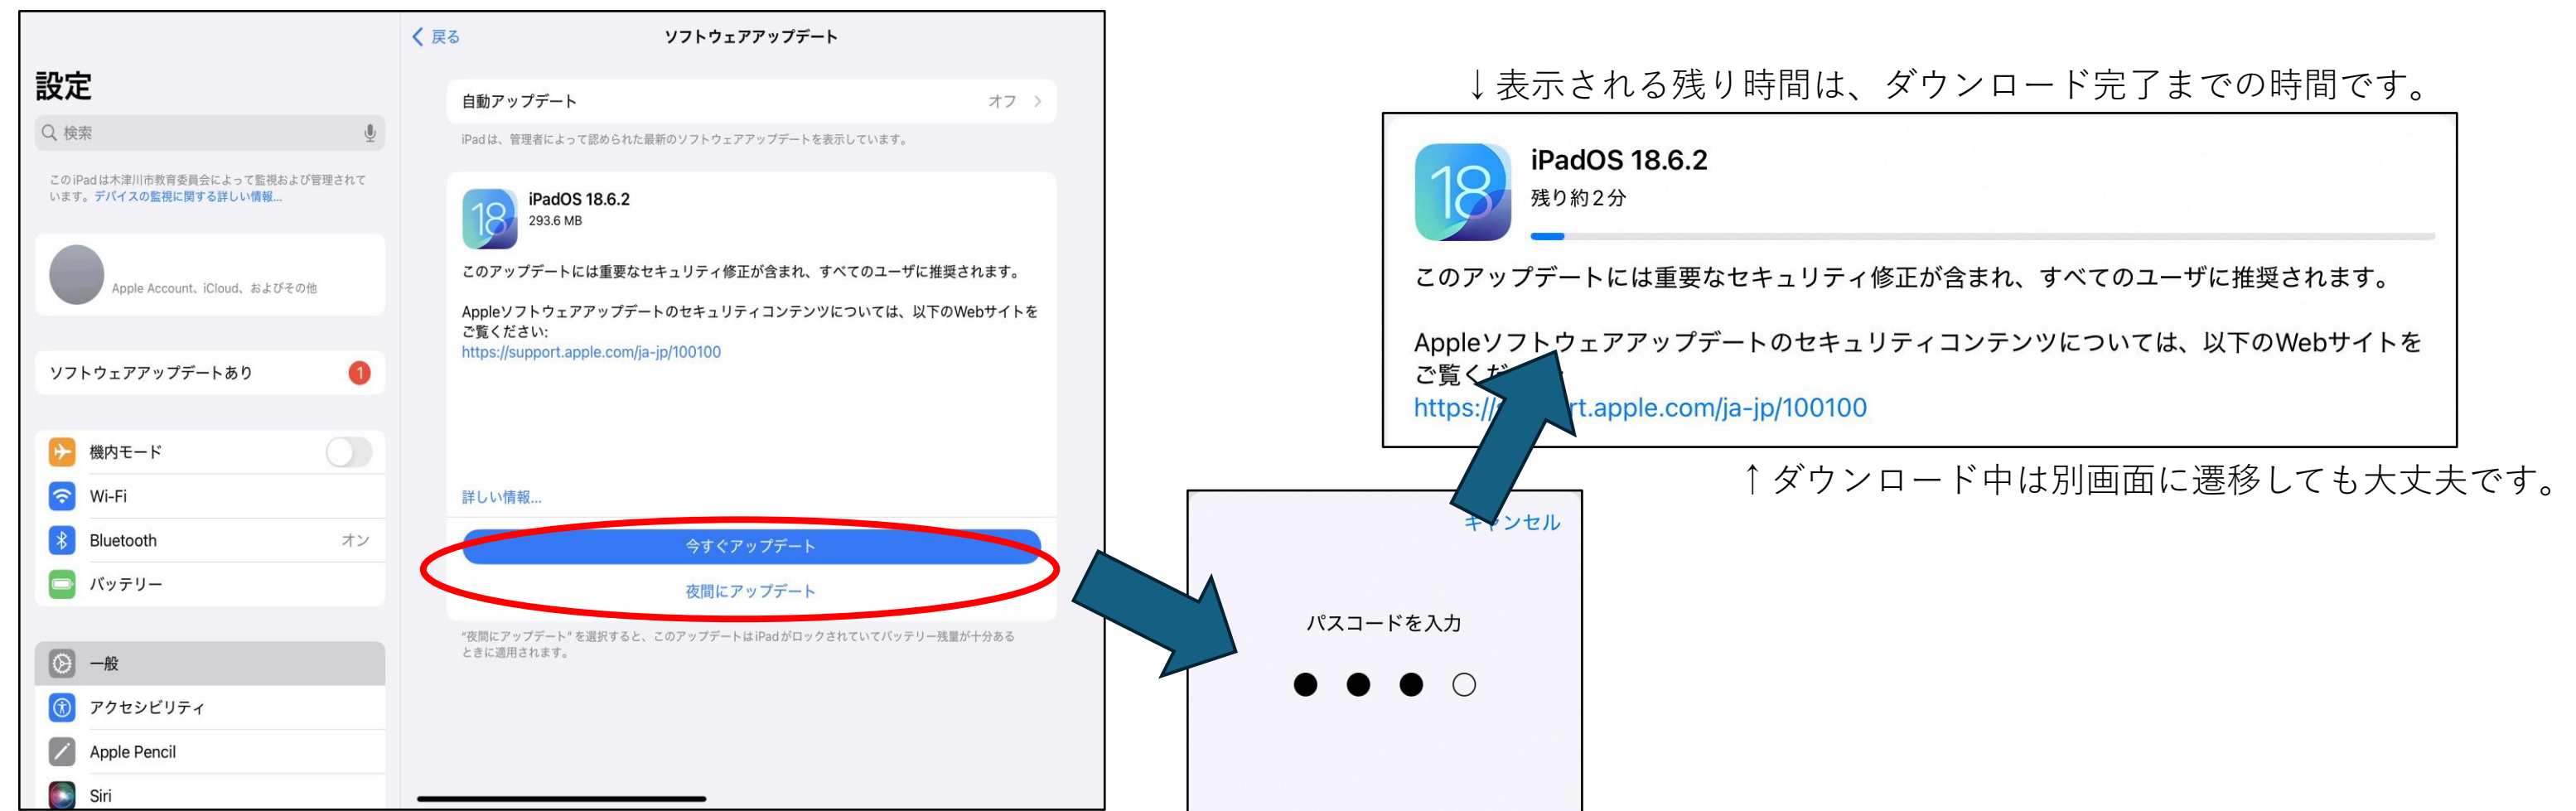 設定
検索
このiPadは木津川市教育委員会によって監視および管理されて
います。デバイスの監視に関する詳しい情報...
Apple Account、iCloud、およびその他
ソフトウェアアップデートあり 1
機内モード
Wi-Fi
Bluetooth オン
バッテリー
一般
アクセシビリティ
Apple Pencil
Siri
戻る ソフトウェアアップデート
自動アップデート オフ
iPadは、管理者によって認められた最新のソフトウェアアップデートを表示しています。
18
iPadOS 18.6.2
293.6 MB
このアップデートには重要なセキュリティ修正が含まれ、すべてのユーザに推奨されます。
Appleソフトウェアアップデートのセキュリティコンテンツについては、以下のWebサイトを
ご覧ください:
https://support.apple.com/ja-jp/100100
詳しい情報...
今すぐアップデート
夜間にアップデート
“夜間にアップデート”を選択すると、このアップデートはiPadがロックされていてバッテリー残量が十分ある
ときに適用されます。
キャンセル
パスコードを入力
↓表示される残り時間は、ダウンロード完了までの時間です。
18
iPadOS 18.6.2
残り約2分
このアップデートには重要なセキュリティ修正が含まれ、すべてのユーザに推奨されます。
Appleソフトウェアアップデートのセキュリティコンテンツについては、以下のWebサイトを
ご覧くだ
https://s rt.apple.com/ja-jp/100100
↑ダウンロード中は別画面に遷移しても大丈夫です。